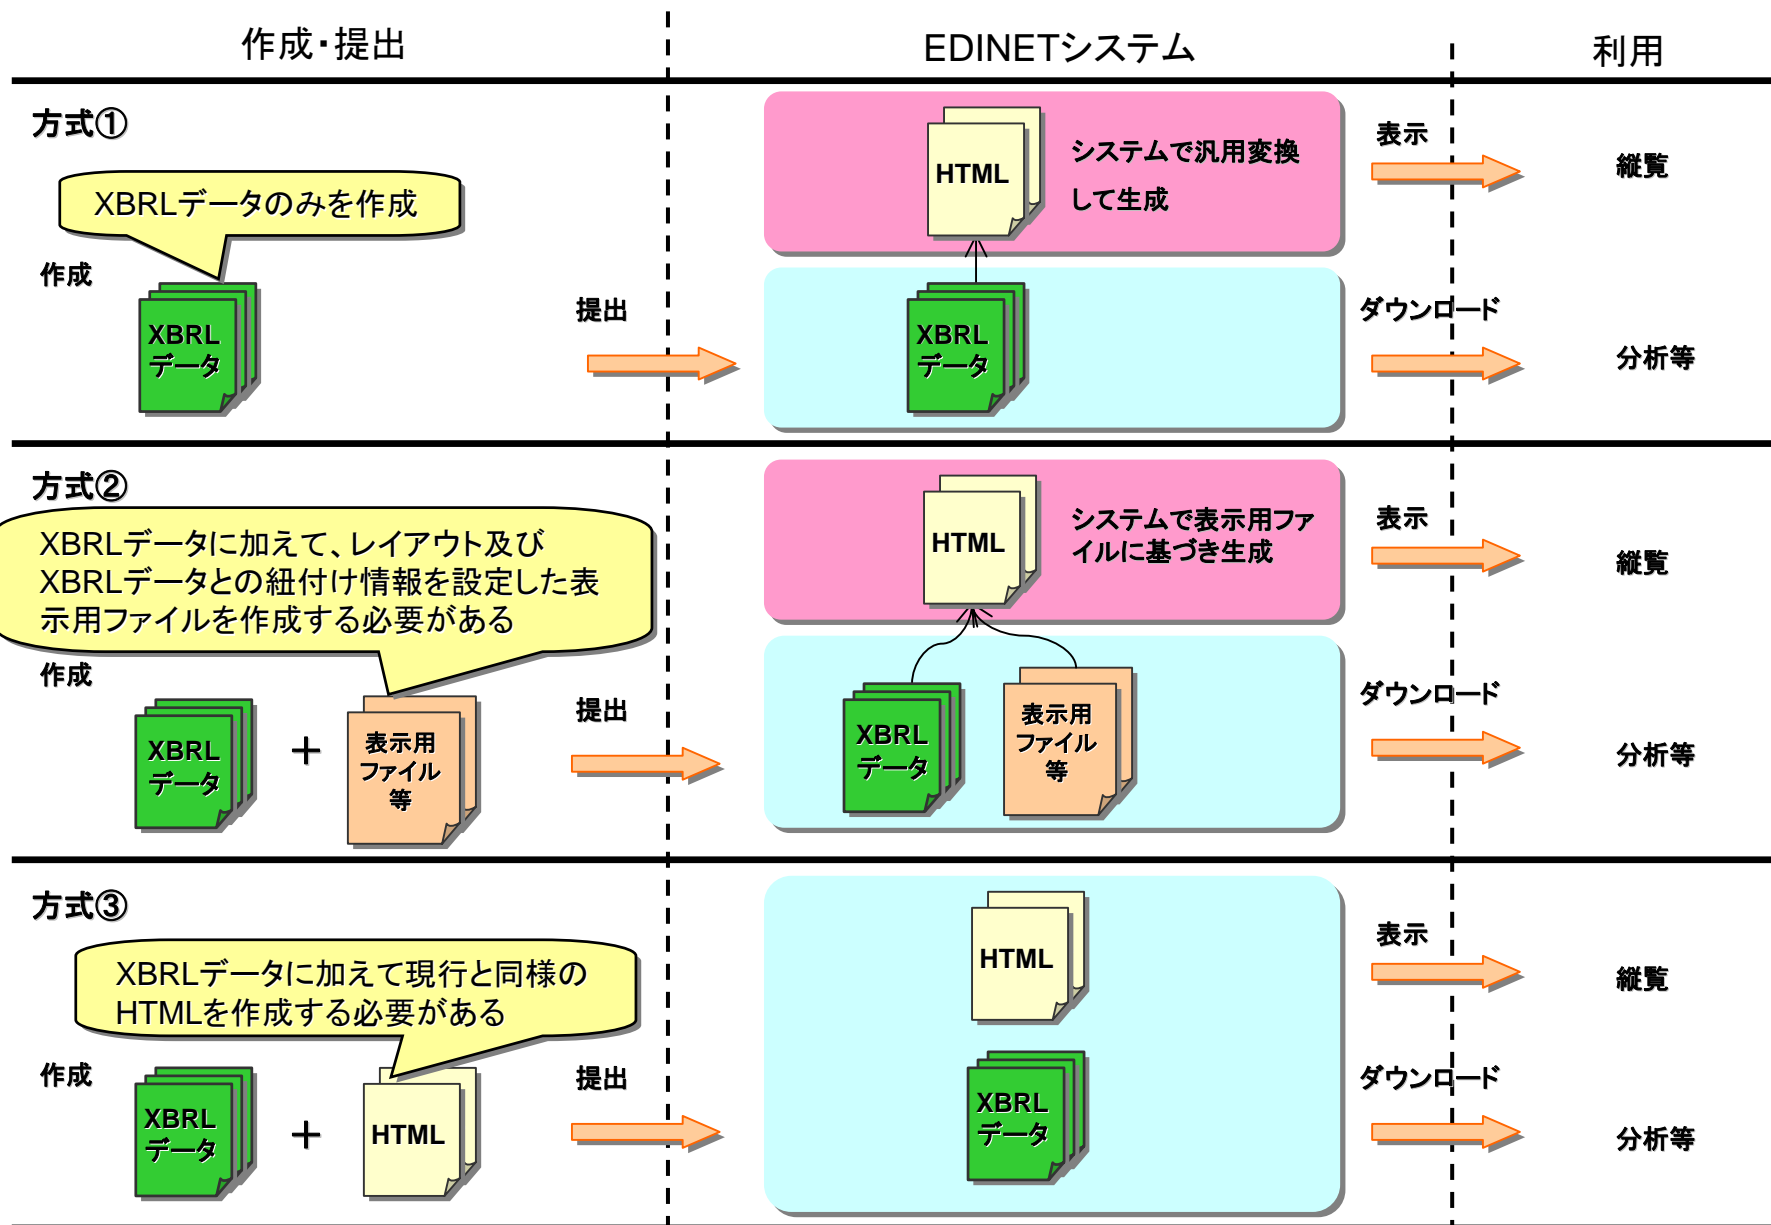 作成・提出
EDINETシステム
利用
方式①
XBRLデータのみを作成
作成
XBRL
データ
提出
HTML
システムで汎用変換
して生成
XBRL
データ
表示
縦覧
ダウンロード
分析等
方式②
XBRLデータに加えて、レイアウト及び
XBRLデータとの紐付け情報を設定した表
示用ファイルを作成する必要がある
作成
XBRL
データ
＋
表示用
ファイル
等
提出
HTML
システムで表示用ファ
イルに基づき生成
XBRL
データ
表示用
ファイル
等
表示
縦覧
ダウンロード
分析等
方式③
XBRLデータに加えて現行と同様の
HTMLを作成する必要がある
作成
XBRL
データ
＋
HTML
提出
HTML
XBRL
データ
表示
縦覧
ダウンロード
分析等